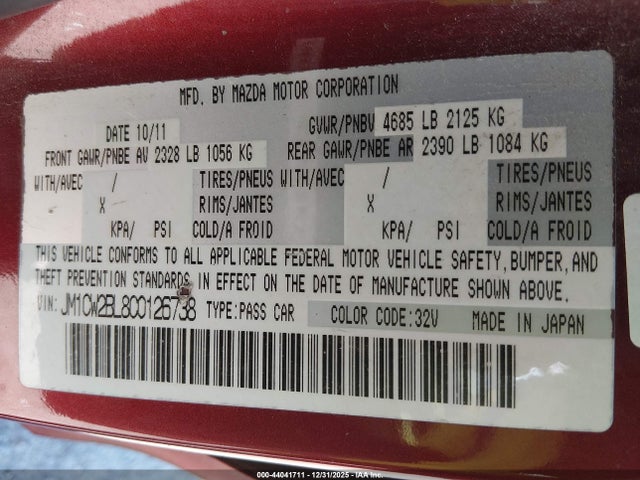 MFD. BY MAZDA MOTOR CORPORATION
DATE 10/11 GVWR/PNBV 4685 LB 2125 KG
FRONT GAWR/PNBE AV 2328 LB 1056 KG REAR GAWR/PNBE AR 2390 LB 1084 KG
WITH/AVEC / TIRES/PNEUS WITH/AVEC / TIRES/PNEUS
X RIMS/JANTES X RIMS/JANTES
KPA/ PSI COLD/A FROID KPA/ PSI COLD/A FROID
THIS VEHICLE CONFORMS TO ALL APPLICABLE FEDERAL MOTOR VEHICLE SAFETY,BUMPER,AND
THEFT PREVENTION STANDARDS IN EFFECT ON THE DATE OF MANUFACTURE SHOWN ABOVE.
VIN: JM1CW2BL8C0126738 TYPE:PASS CAR COLOR CODE:32V MADE IN JAPAN
000-44041711 - 12/31/2025 - IAAI.COM